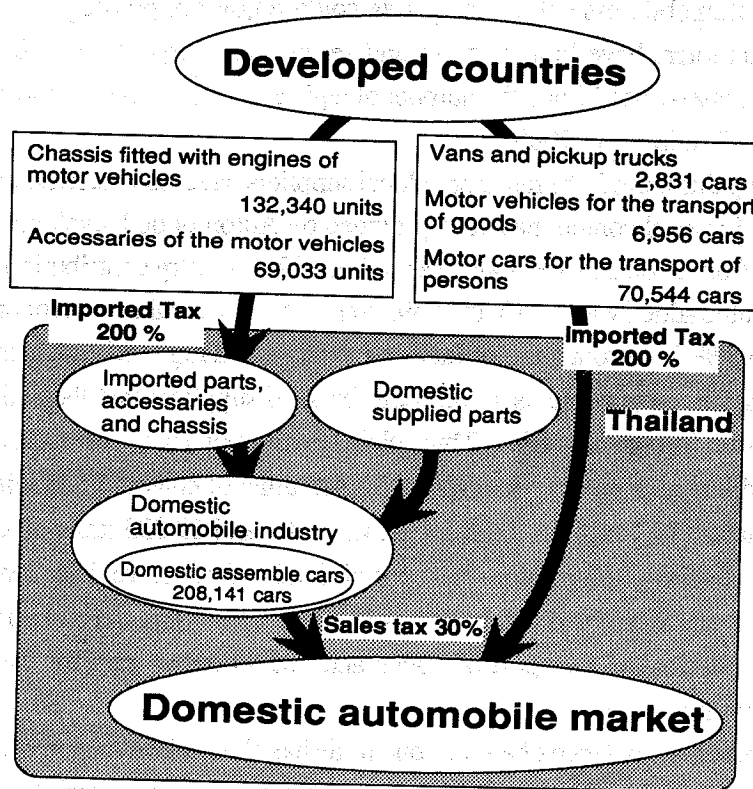 Developed countries
Chassis fitted with engines of
motor vehicles
132,340 units
Accessaries of the motor vehicles
69,033 units
Vans and pickup trucks
2,831 cars
Motor vehicles for the transport
of goods
6,956 cars
Motor cars for the transport of
persons
70,544 cars
Imported Tax
200 %
Imported Tax
200 %
Imported parts,
accessaries
and chassis
Domestic
supplied parts
Thailand
Domestic
automobile industry
Domestic assemble cars
208,141 cars
Sales tax 30%
Domestic automobile market